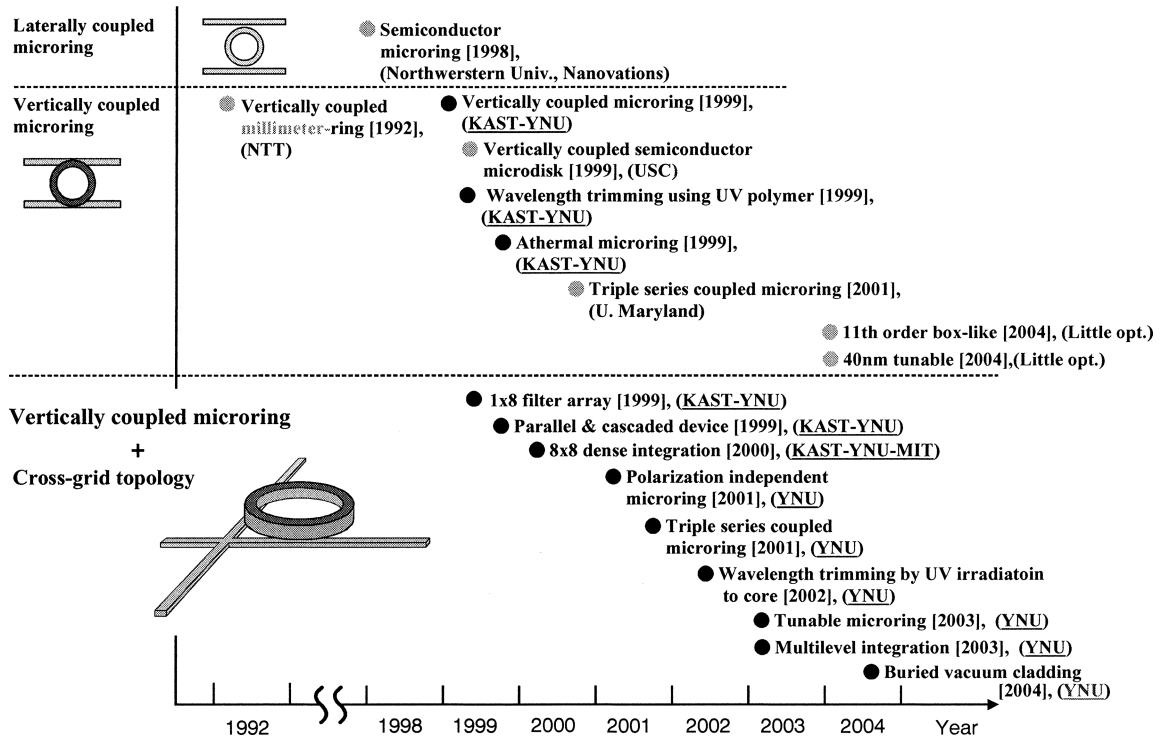 Laterally coupled
microring
Semiconductor
microring [1998],
(Northwerstern Univ., Nanovations)
Vertically coupled
microring
Vertically coupled
millimeter-ring [1992],
(NTT)
Vertically coupled microring [1999],
(KAST-YNU)
Vertically coupled semiconductor
microdisk [1999], (USC)
Wavelength trimming using UV polymer [1999],
(KAST-YNU)
Athermal microring [1999],
(KAST-YNU)
Triple series coupled microring [2001],
(U. Maryland)
11th order box-like [2004], (Little opt.)
40nm tunable [2004],(Little opt.)
Vertically coupled microring
+
Cross-grid topology
1x8 filter array [1999], (KAST-YNU)
Parallel & cascaded device [1999], (KAST-YNU)
8x8 dense integration [2000], (KAST-YNU-MIT)
Polarization independent
microring [2001], (YNU)
Triple series coupled
microring [2001], (YNU)
Wavelength trimming by UV irradiatoin
to core [2002], (YNU)
Tunable microring [2003], (YNU)
Multilevel integration [2003], (YNU)
Buried vacuum cladding
[2004], (YNU)
1992 1998 1999 2000 2001 2002 2003 2004 Year